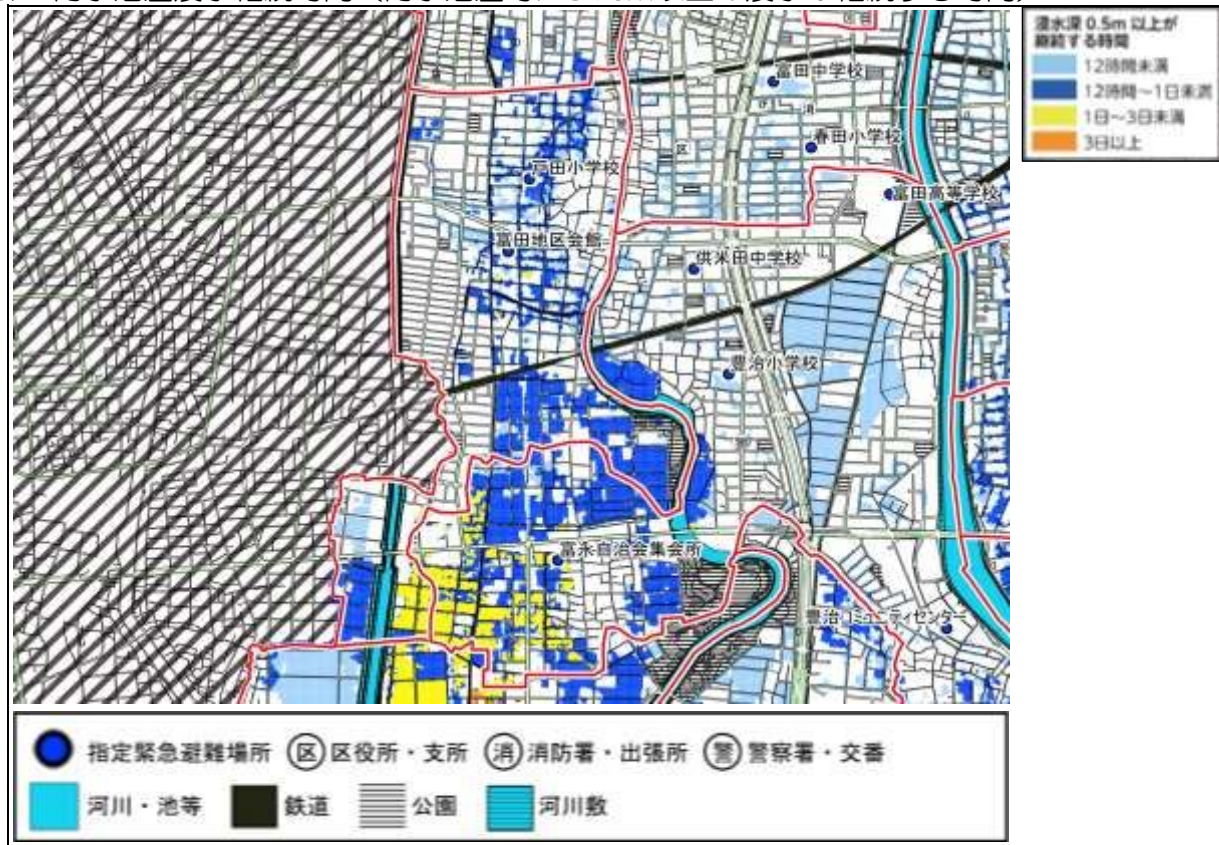 浸水深 0.5m 以上が
継続する時間
12時間未満
12時間～1日未満
1日～3日未満
3日以上
富田中学校
消
春田小学校
区
戸田小学校
富田高等学校
富田地区会館
供米田中学校
豊治小学校
富永自治会集会所
豊治コミュニティセンター
指定緊急避難場所 区 区役所・支所 消 消防署・出張所 警 警察署・交番
河川・池等 鉄道 公園 河川敷